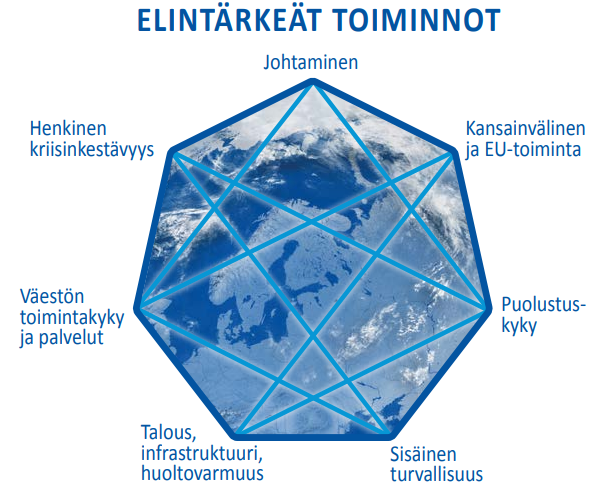 ELINTÄRKEÄT TOIMINNOT
Johtaminen
Henkinen
kriisinkestävyys
Kansainvälinen
ja EU-toiminta
Väestön
toimintakyky
ja palvelut
Puolustus-
kyky
Talous,
infrastruktuuri,
huoltovarmuus
Sisäinen
turvallisuus